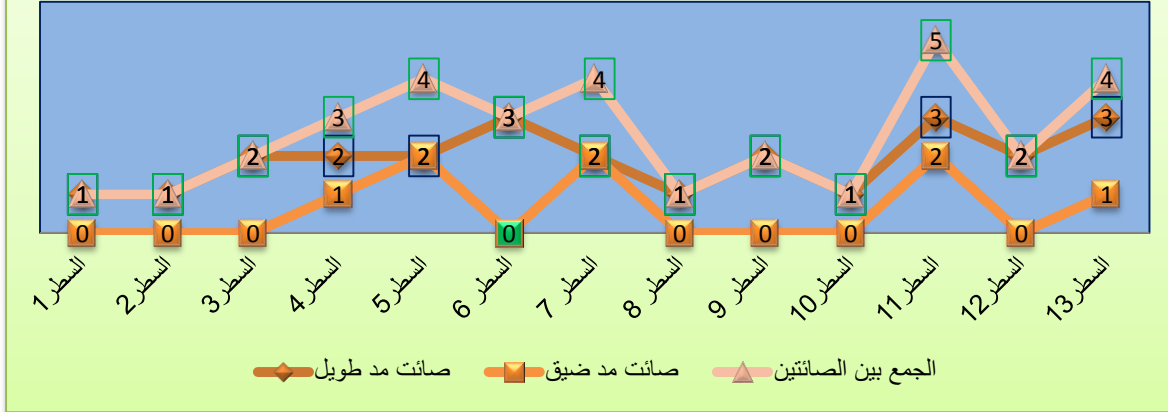 5
4 4 4
3 3 3 3
2 2 2 2 2 2 2 2
1 1 1 1 1 1
0 0 0 0 0 0 0 0
السطر1 السطر2 السطر3 السطر4 السطر5 السطر 6 السطر 7 السطر 8 السطر 9 السطر10 السطر11 السطر12 السطر13
صائت مد طويل صائت مد ضيق الجمع بين الصائتين